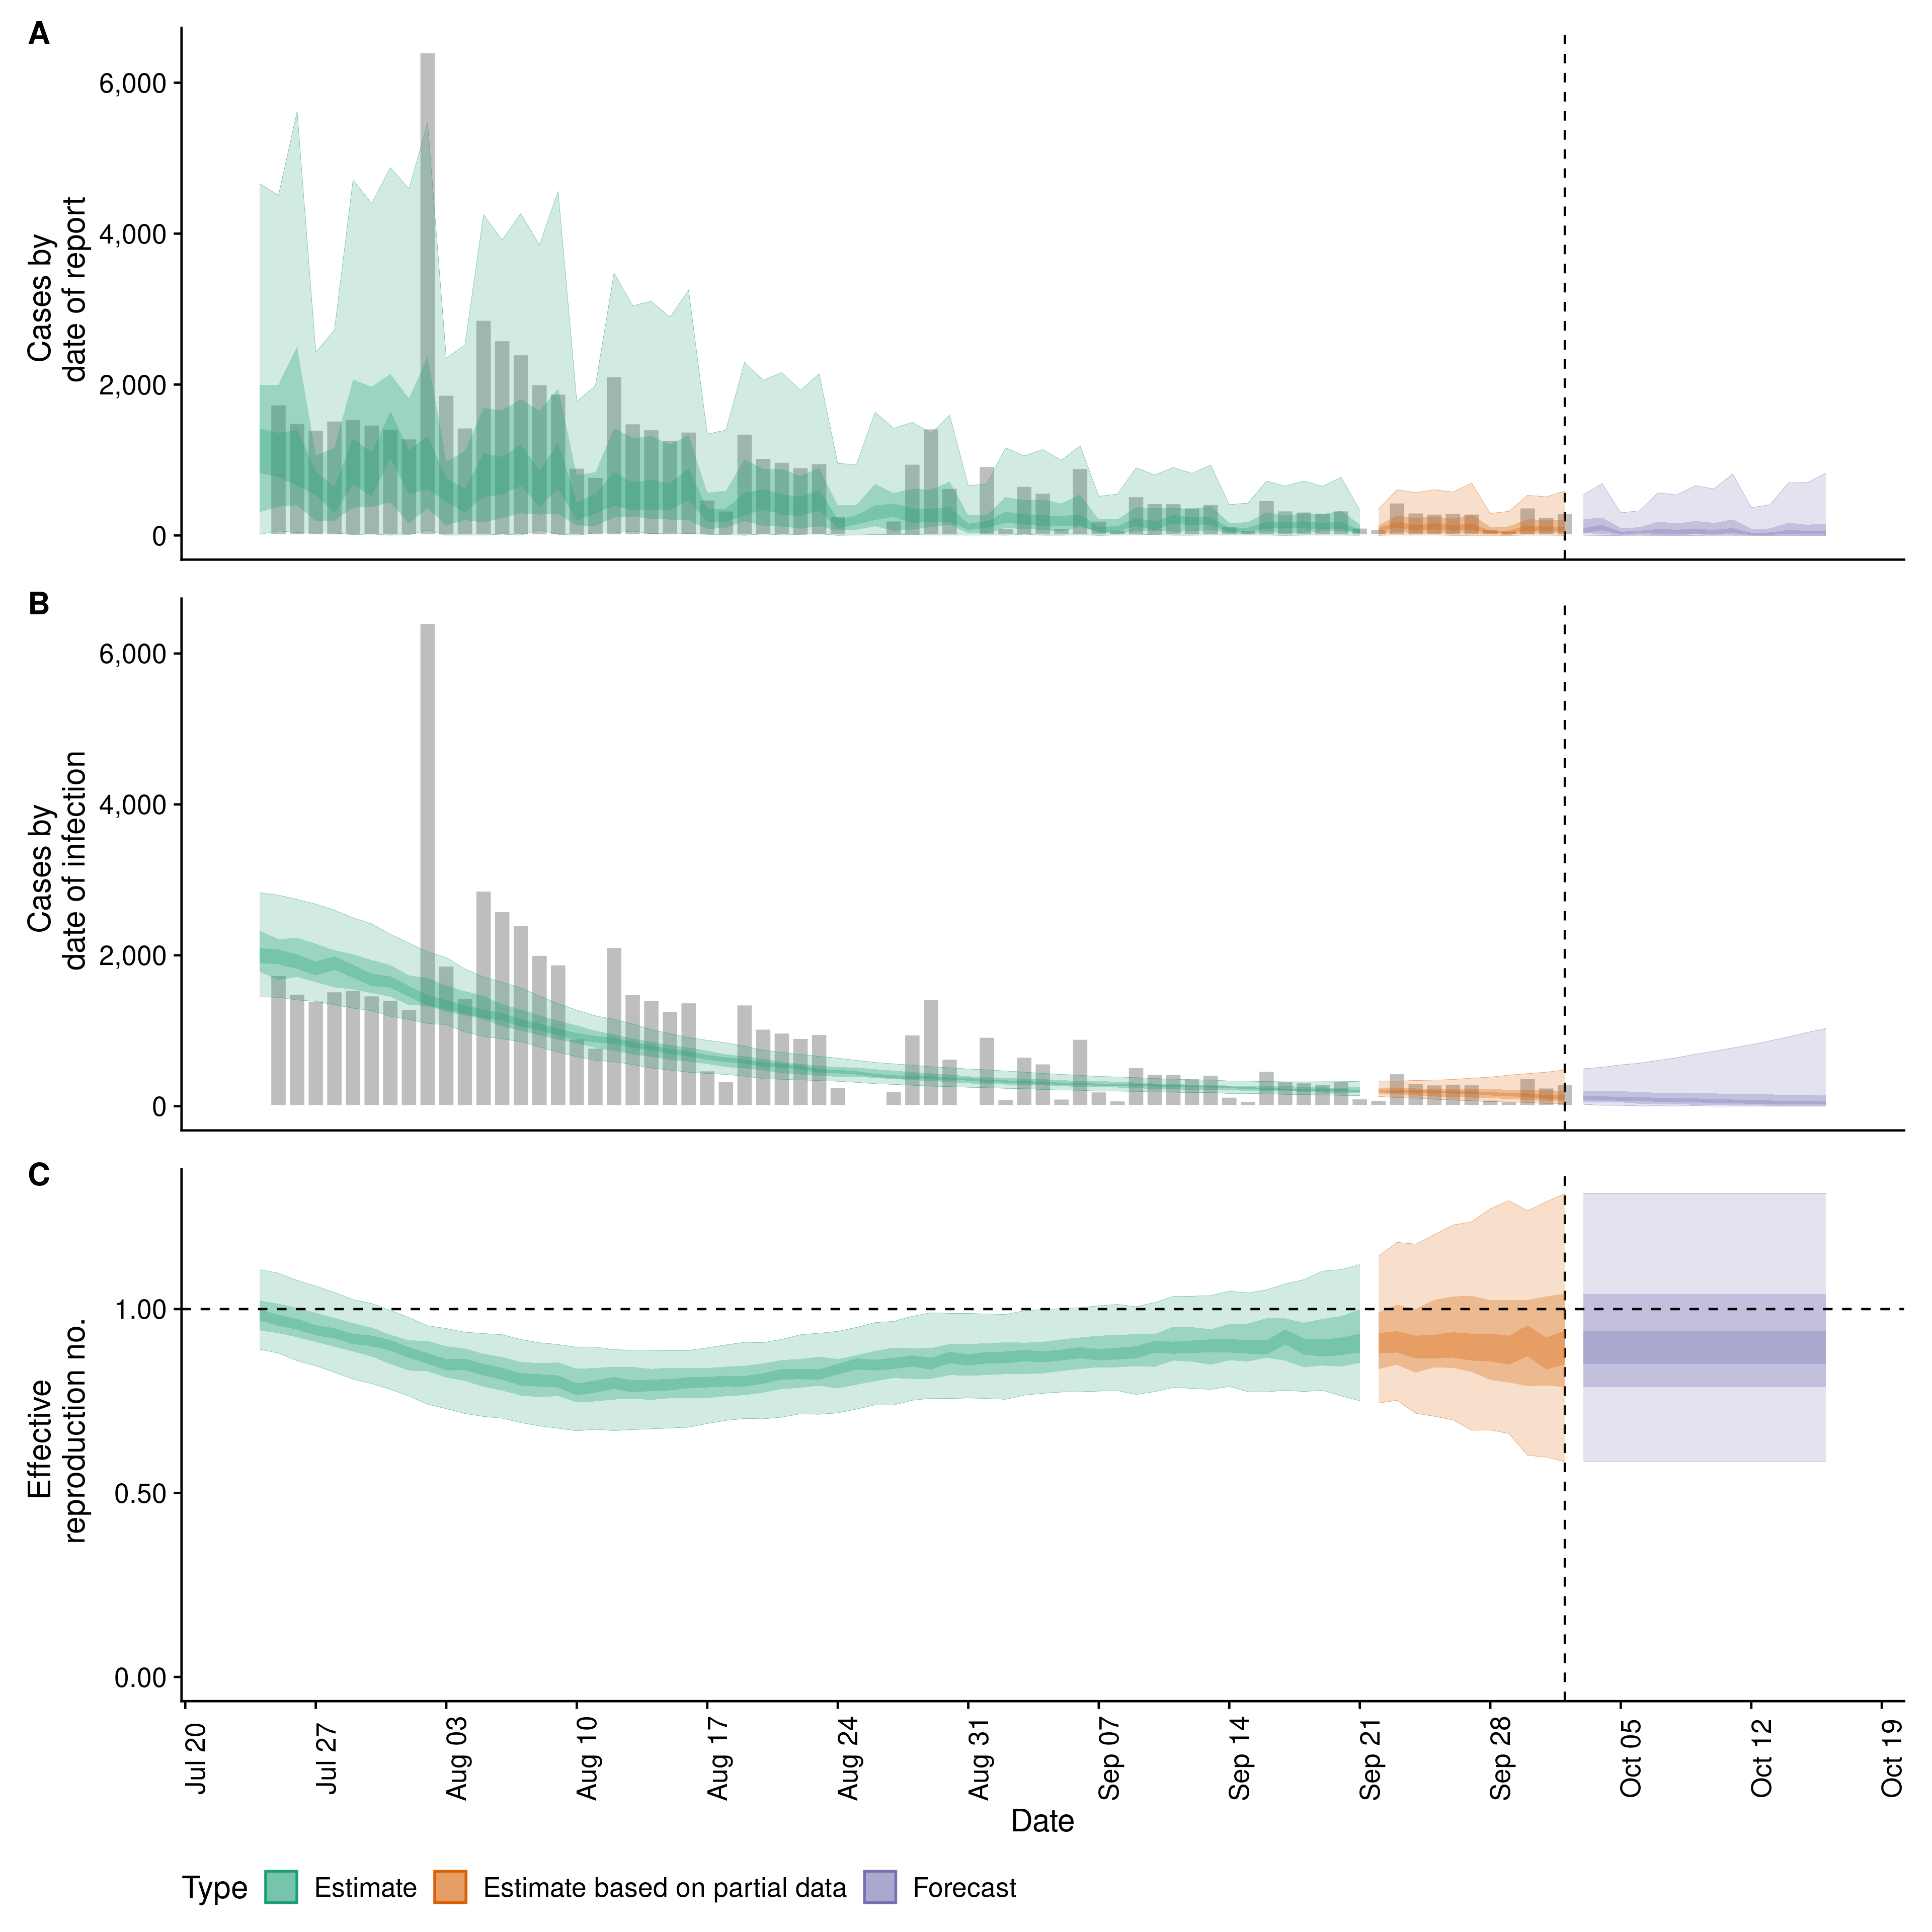 A
6,000
4,000
2,000
0
Cases by
date of report
B
6,000
4,000
2,000
0
Cases by
date of infection
C
1.00
0.50
0.00
Effective
reproduction no.
Jul 20
Jul 27
Aug 03
Aug 10
Aug 17
Aug 24
Aug 31
Sep 07
Sep 14
Sep 21
Sep 28
Oct 05
Oct 12
Oct 19
Date
Type Estimate Estimate based on partial data Forecast